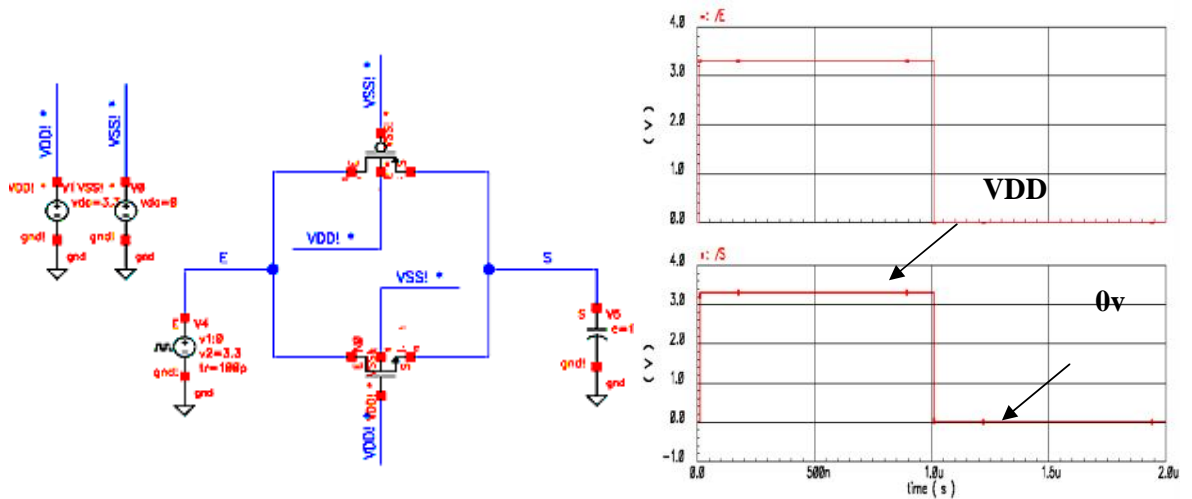 VDD! *
VSS! *
VDD! *
V1
VSS! *
V0
vdc=3.3
vdc=0
gnd!
gnd
gnd!
gnd
VSS! *
VSS! *
VDD! *
E
S
VSS! *
E
V4
v1:0
v2=3.3
tr=100p
gnd!
gnd
VDD! *
S
V5
c=1
gnd!
gnd
/E
4.0
3.0
2.0
1.0
0.0
( V )
VDD
/S
4.0
3.0
2.0
1.0
0.0
-1.0
( V )
0v
0.0
500n
1.0u
1.5u
2.0u
time ( s )